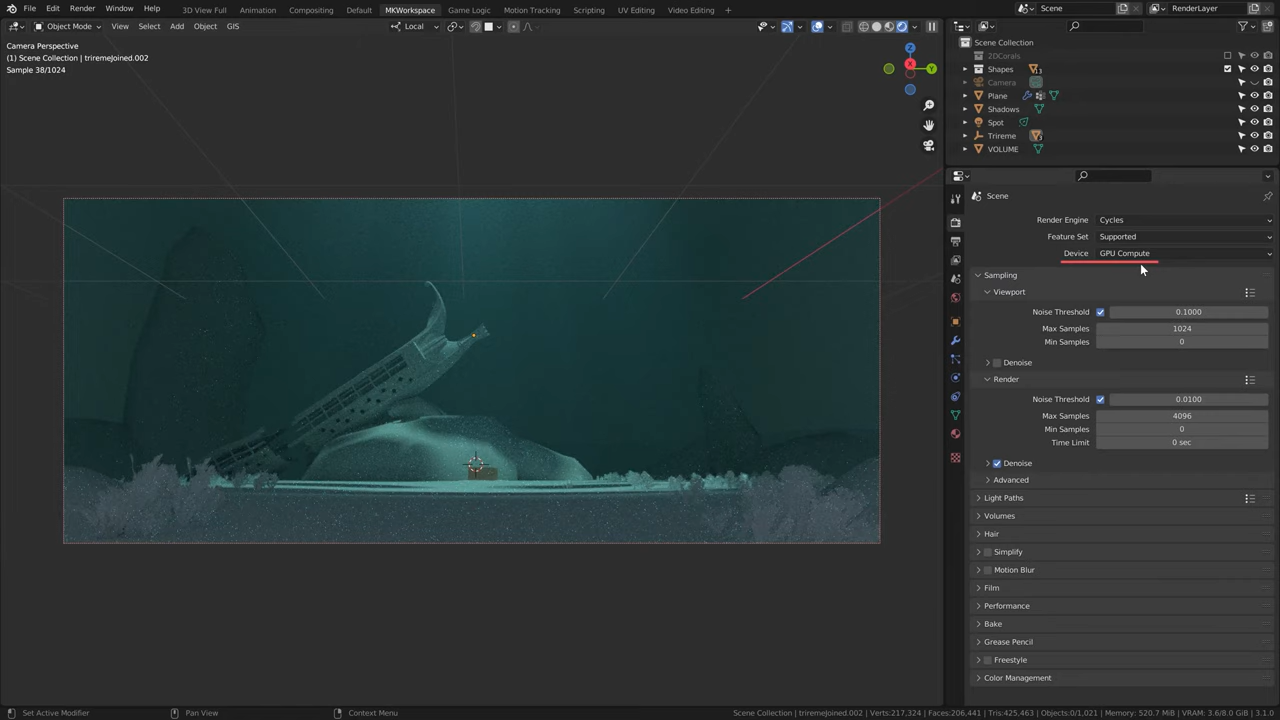 File Edit Render Window Help 3D View Full Animation Compositing Default MKWorkspace Game Logic Motion Tracking Scripting UV Editing Video Editing Scene RenderLayer
Object Mode View Select Add Object GIS Local
Camera Perspective
(1) Scene Collection | triremeJoined.002
Sample 38/1024
Z
X
Y
Scene Collection
2DCorals
Shapes 13
Camera
Plane
Shadows
Spot
Trireme
VOLUME
Scene
Render Engine Cycles
Feature Set Supported
Device GPU Compute
Sampling
Viewport
Noise Threshold 0.1000
Max Samples 1024
Min Samples 0
Denoise
Render
Noise Threshold 0.0100
Max Samples 4096
Min Samples 0
Time Limit 0 sec
Denoise
Advanced
Light Paths
Volumes
Hair
Simplify
Motion Blur
Film
Performance
Bake
Grease Pencil
Freestyle
Color Management
Set Active Modifier Pan View Context Menu Scene Collection | triremeJoined.002 | Verts:217,324 | Faces:206,441 | Tris:425,463 | Objects:0/1,021 | Memory: 520.7 MiB | VRAM: 3.6/8.0 GiB | 3.1.0